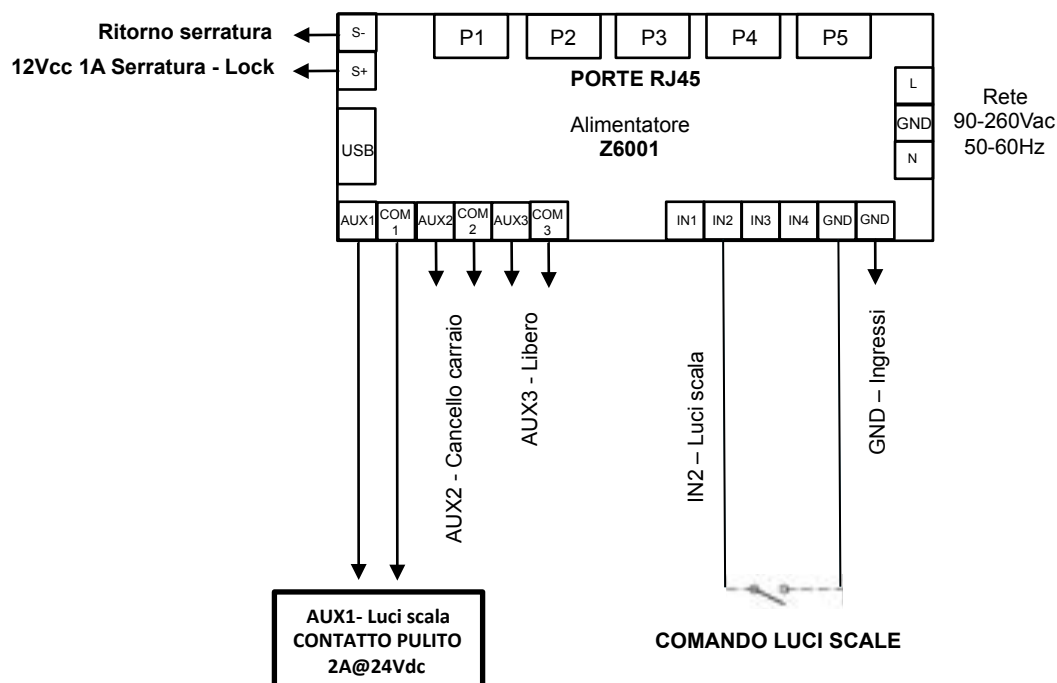 Ritorno serratura
12Vcc 1A Serratura - Lock
S-
S+
USB
P1
P2
P3
P4
P5
PORTE RJ45
Alimentatore
Z6001
L
GND
N
Rete
90-260Vac
50-60Hz
AUX1
COM
1
AUX2
COM
2
AUX3
COM
3
IN1
IN2
IN3
IN4
GND
GND
AUX2 - Cancello carraio
AUX3 - Libero
IN2 – Luci scala
GND – Ingressi
AUX1- Luci scala
CONTATTO PULITO
2A@24Vdc
COMANDO LUCI SCALE